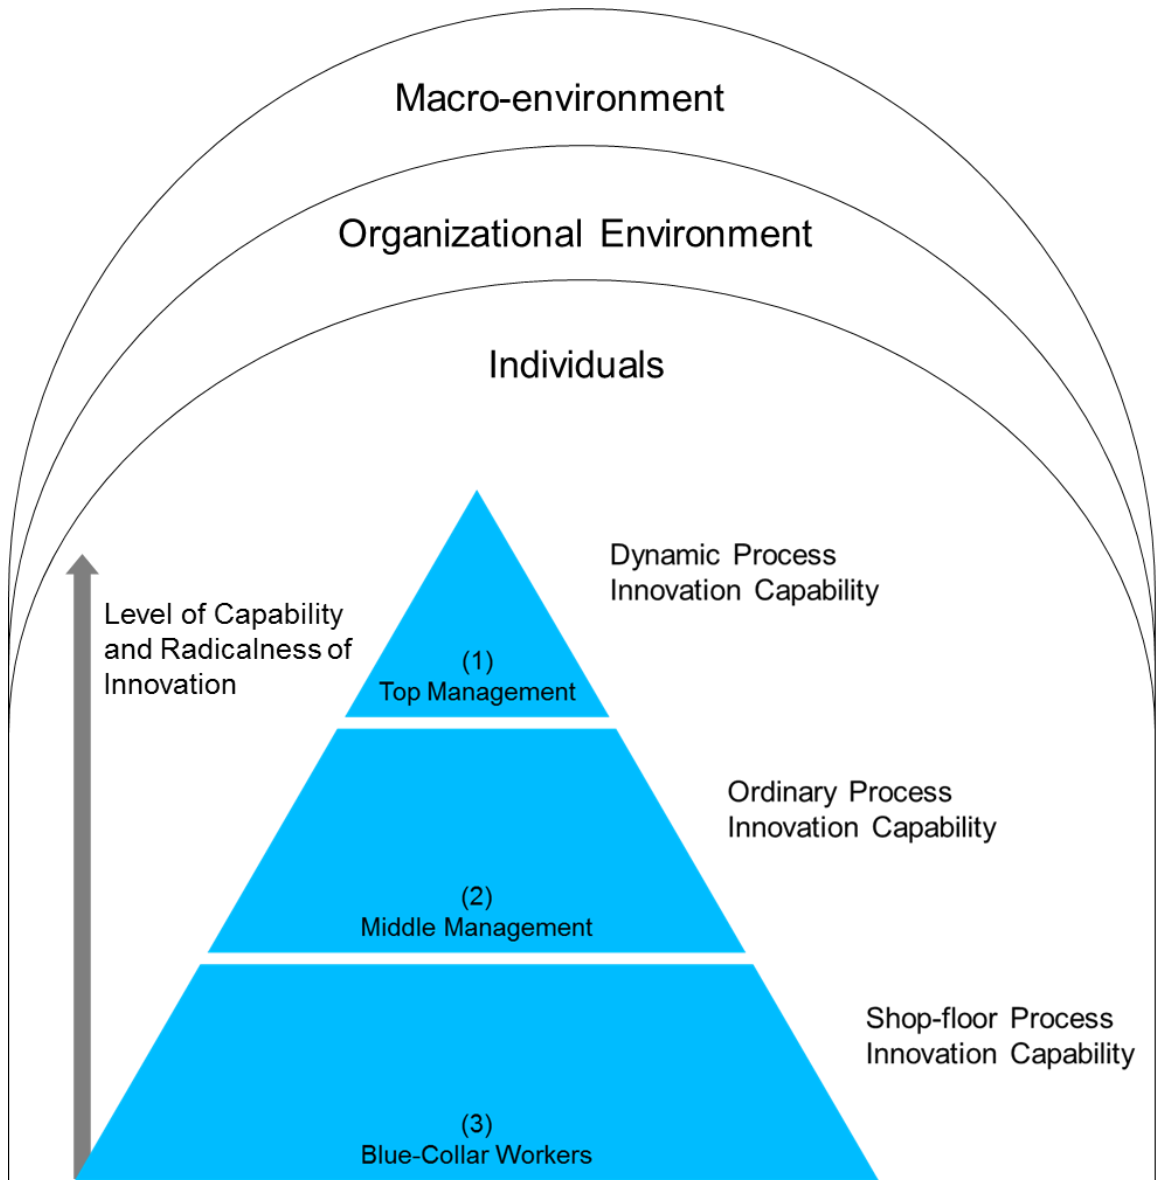 Macro-environment
Organizational Environment
Individuals
Dynamic Process
Innovation Capability
Level of Capability
and Radicalness of
Innovation
(1)
Top Management
Ordinary Process
Innovation Capability
(2)
Middle Management
Shop-floor Process
Innovation Capability
(3)
Blue-Collar Workers